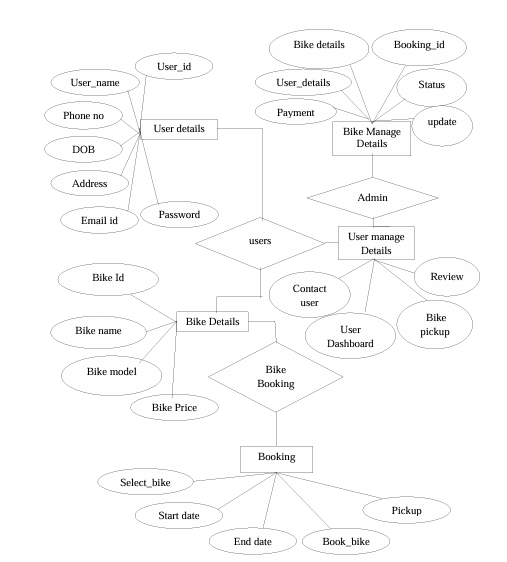 Bike details
Booking_id
User_id
User_name
User_details
Status
Phone no
Payment
update
User details
Bike Manage
Details
DOB
Address
Admin
Email id
Password
users
User manage
Details
Bike Id
Contact
user
Review
Bike name
Bike Details
User
Dashboard
Bike
pickup
Bike model
Bike
Booking
Bike Price
Booking
Select_bike
Start date
Pickup
End date
Book_bike